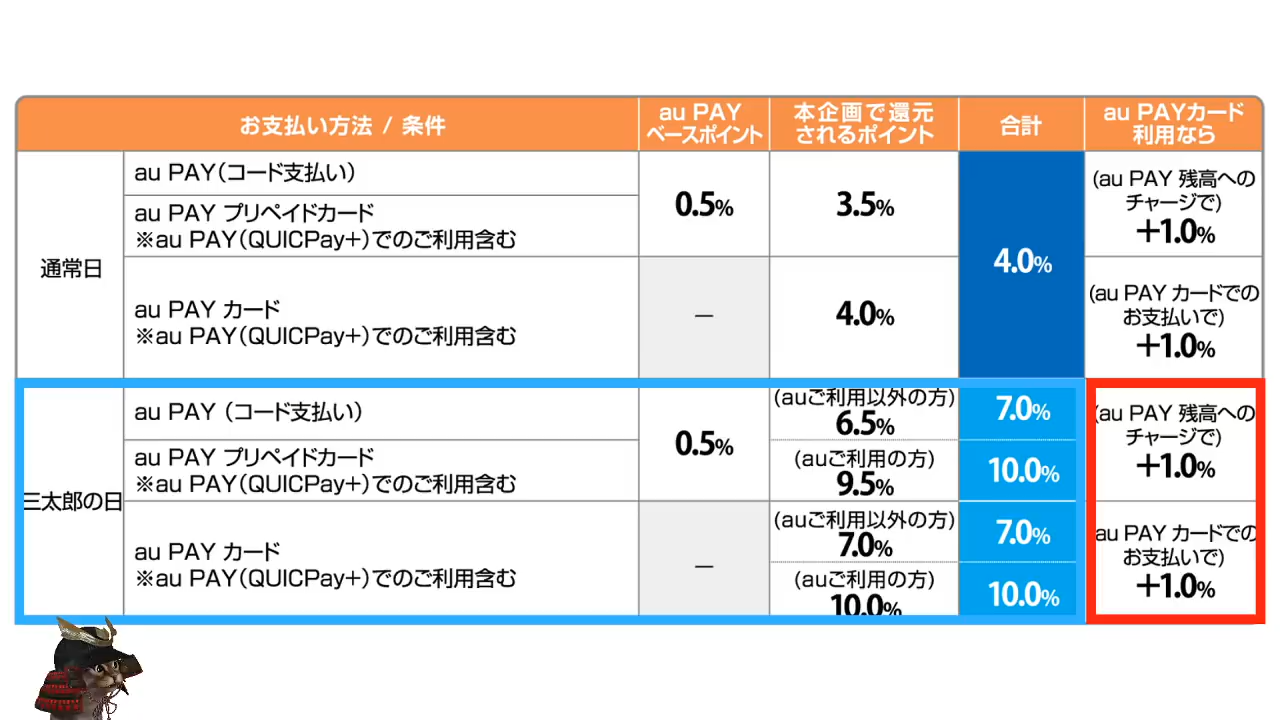 お支払い方法 / 条件
au PAY
ベースポイント
本企画で還元
されるポイント
合計
au PAYカード
利用なら
通常日
au PAY（コード支払い）
au PAY プリペイドカード
※au PAY（QUICPay+）でのご利用含む
0.5%
3.5%
4.0%
(au PAY 残高への
チャージで)
+1.0%
au PAY カード
※au PAY（QUICPay+）でのご利用含む
—
4.0%
(au PAY カードでの
お支払いで)
+1.0%
三太郎の日
au PAY （コード支払い）
au PAY プリペイドカード
※au PAY（QUICPay+）でのご利用含む
0.5%
(auご利用以外の方)
6.5%
7.0%
(auご利用の方)
9.5%
10.0%
(au PAY 残高への
チャージで)
+1.0%
au PAY カード
※au PAY（QUICPay+）でのご利用含む
—
(auご利用以外の方)
7.0%
7.0%
(auご利用の方)
10.0%
10.0%
au PAY カードでの
お支払いで)
+1.0%